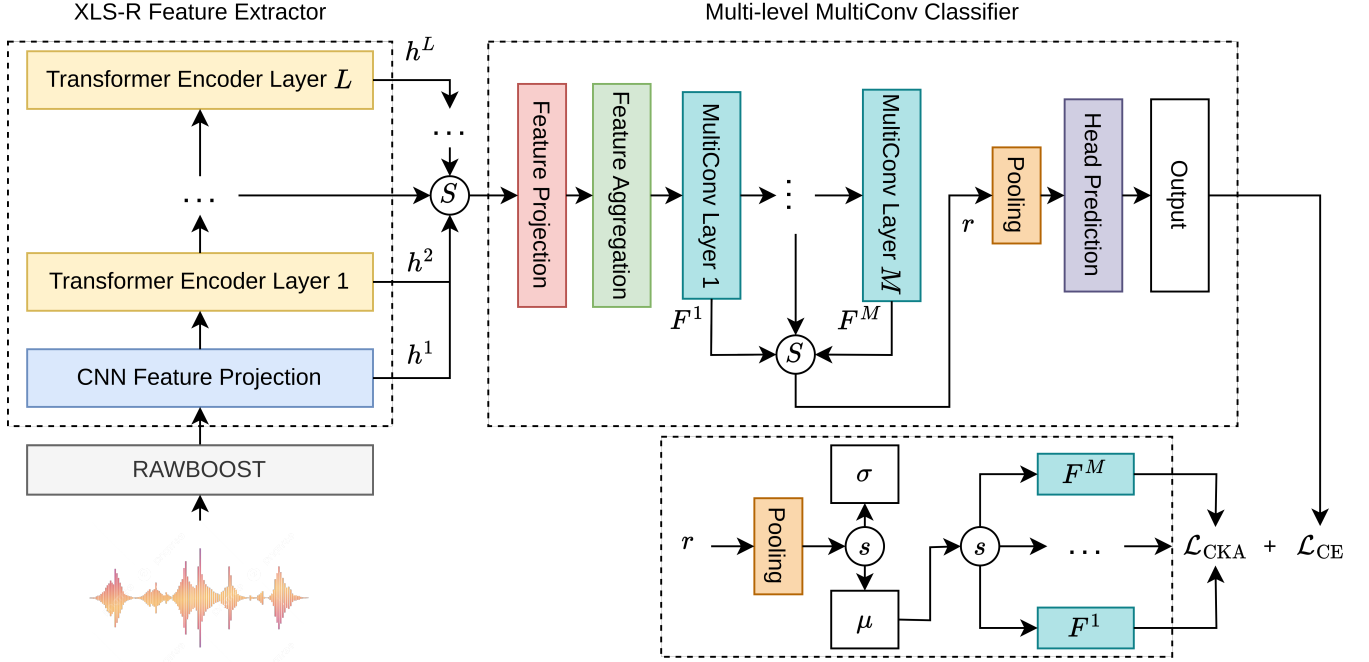 XLS-R Feature Extractor
Multi-level MultiConv Classifier
Transformer Encoder Layer L
h^L
...
...
S
Transformer Encoder Layer 1
h^2
CNN Feature Projection
h^1
RAWBOOST
Feature Projection
Feature Aggregation
MultiConv Layer 1
...
MultiConv Layer M
F^1
F^M
S
r
Pooling
Head Prediction
Output
r
Pooling
σ
s
μ
s
F^M
...
F^1
ℒ_CKA + ℒ_CE